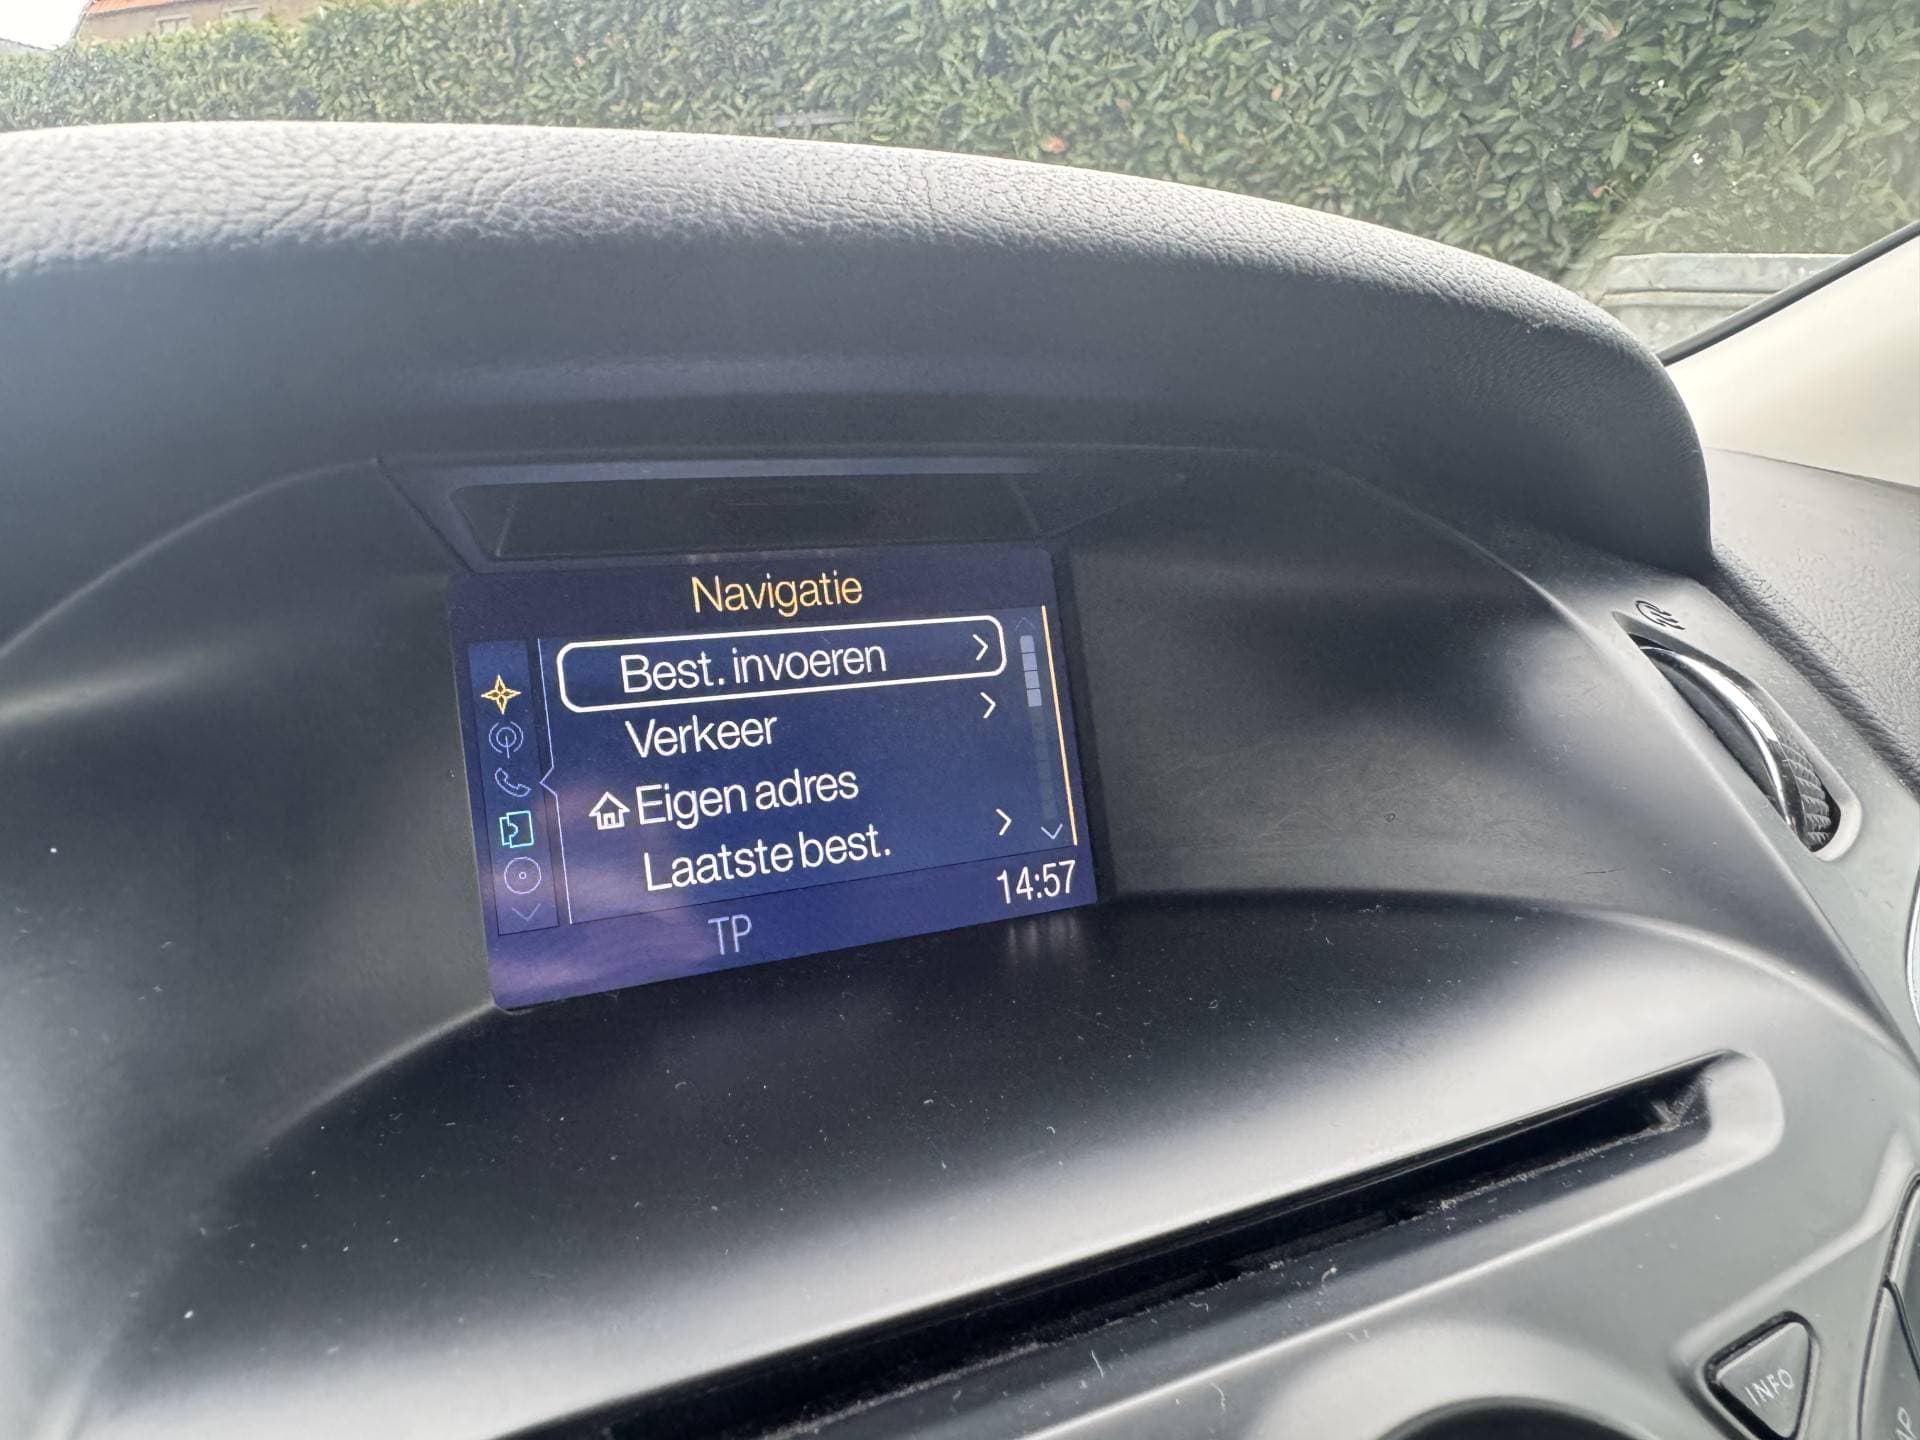 Navigatie
Best. invoeren
Verkeer
Eigen adres
Laatste best.
14:57
TP
INFO